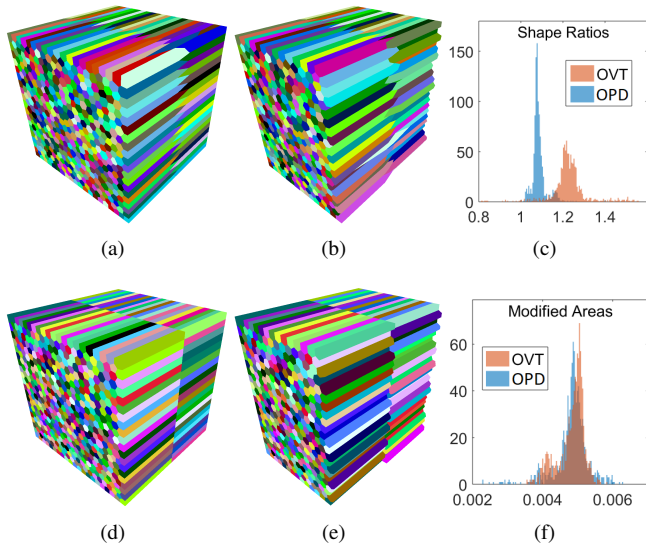 Shape Ratios
150
OVT
OPD
100
50
0
0.8 1 1.2 1.4
(a) (b) (c)
Modified Areas
60
OVT
OPD
40
20
0
0.002 0.004 0.006
(d) (e) (f)